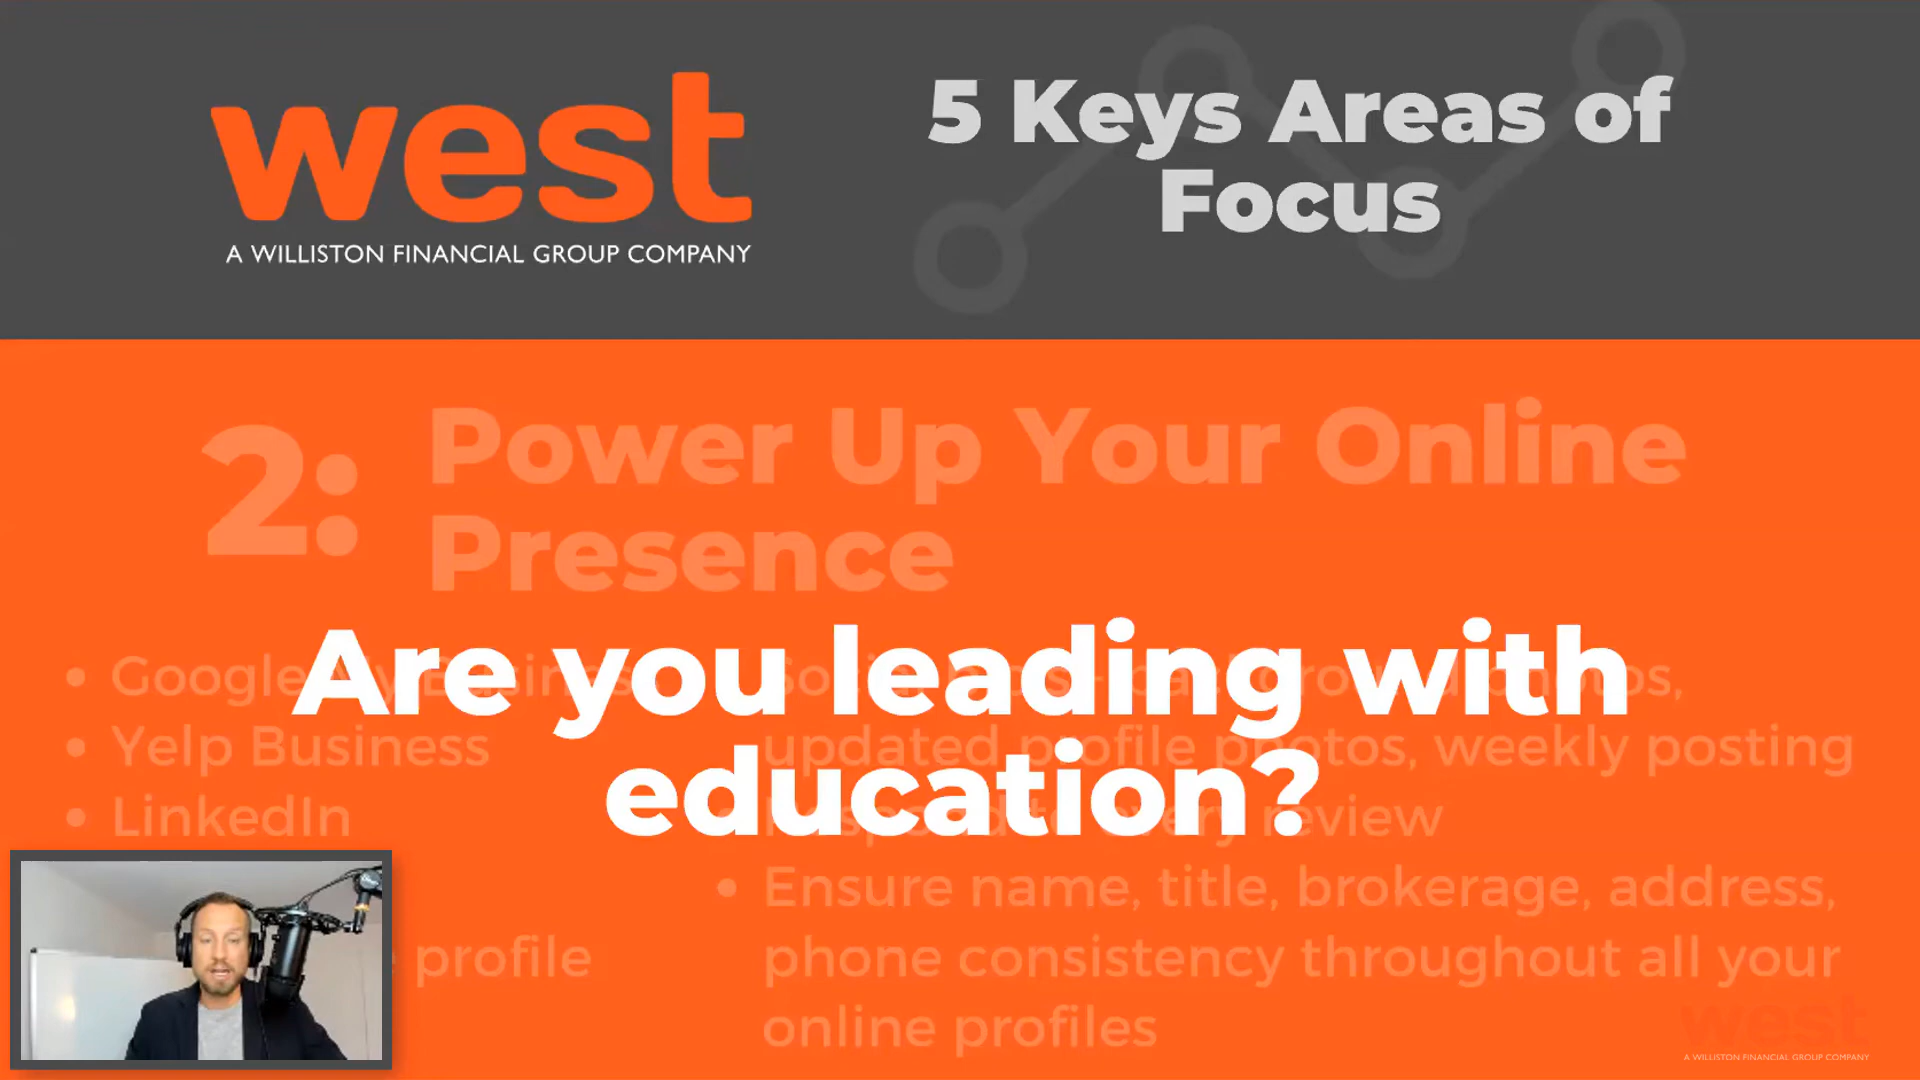 west
A WILLISTON FINANCIAL GROUP COMPANY
5 Keys Areas of
Focus
2: Power Up Your Online
Presence
Are you leading with
education?
Google
Yelp Business
LinkedIn
profile
updated profile photos, weekly posting
review
Ensure name, title, brokerage, address,
phone consistency throughout all your
online profiles
west
A WILLISTON FINANCIAL GROUP COMPANY